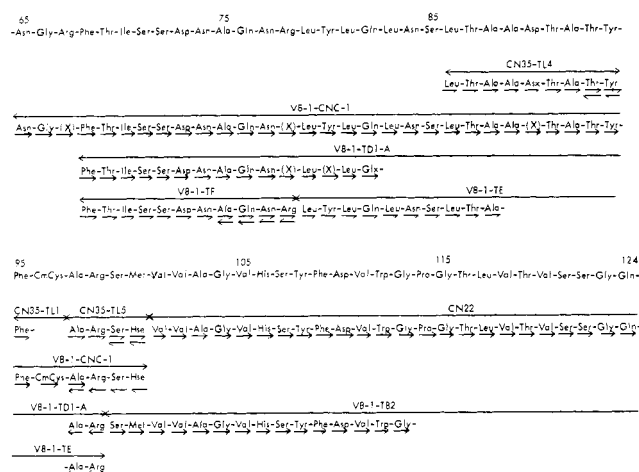 65 75 85
-Asn-Gly-Arg-Phe-Thr-Ile-Ser-Ser-Asp-Asn-Ala-Gln-Asn-Arg-Leu-Tyr-Leu-Gln-Leu-Asn-Ser-Leu-Thr-Ala-Ala-Asp-Thr-Ala-Thr-Tyr-
CN35-TL4
Leu-Thr-Ala-Ala-Asx-Thr-Ala-Thr-Tyr
V8-1-CNC-1
Asn-Gly-(X)-Phe-Thr-Ile-Ser-Ser-Asp-Asn-Ala-Gln-Asn-(X)-Leu-Tyr-Leu-Gln-Leu-Asn-Ser-Leu-Thr-Ala-Ala-(X)-Thr-Ala-Thr-Tyr-
V8-1-TD1-A
Phe-Thr-Ile-Ser-Ser-Asp-Asn-Ala-Gln-Asn-(X)-Leu-(X)-Leu-Glx-
V8-1-TF V8-1-TE
Phe-Thr-Ile-Ser-Ser-Asp-Asn-Ala-Gln-Asn-Arg Leu-Tyr-Leu-Gln-Leu-Asn-Ser-Leu-Thr-Ala-
95 105 115 124
Phe-CmCys-Ala-Arg-Ser-Met-Val-Val-Ala-Gly-Val-His-Ser-Tyr-Phe-Asp-Val-Trp-Gly-Pro-Gly-Thr-Leu-Val-Thr-Val-Ser-Ser-Gly-Gln-
CN35-TL1 CN35-TL5 CN22
Phe- Ala-Arg-Ser-Hse Val-Val-Ala-Gly-Val-His-Ser-Tyr-Phe-Asp-Val-Trp-Gly-Pro-Gly-Thr-Leu-Val-Thr-Val-Ser-Ser-Gly-Gln-
V8-1-CNC-1
Phe-CmCys-Ala-Arg-Ser-Hse
V8-1-TD1-A V8-1-TB2
Ala-Arg Ser-Met-Val-Val-Ala-Gly-Val-His-Ser-Tyr-Phe-Asp-Val-Trp-Gly-
V8-1-TE
-Ala-Arg